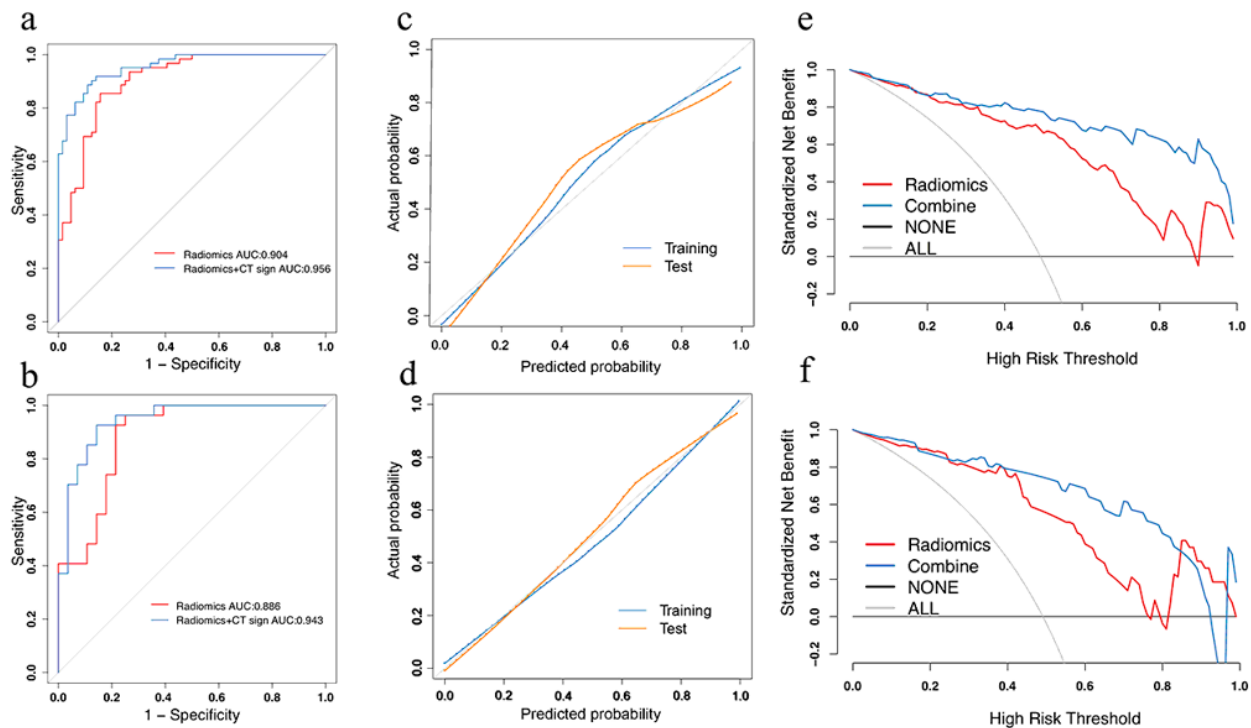 a
1.0
0.8
0.6
0.4
0.2
0.0
Sensitivity
Radiomics AUC:0.904
Radiomics+CT sign AUC:0.956
0.0 0.2 0.4 0.6 0.8 1.0
1 − Specificity
c
1.0
0.8
0.6
0.4
0.2
0.0
Actual probability
Training
Test
0.0 0.2 0.4 0.6 0.8 1.0
Predicted probability
e
1.0
0.8
0.6
0.4
0.2
0.0
−0.2
Standardized Net Benefit
Radiomics
Combine
NONE
ALL
0.0 0.2 0.4 0.6 0.8 1.0
High Risk Threshold
b
1.0
0.8
0.6
0.4
0.2
0.0
Sensitivity
Radiomics AUC:0.886
Radiomics+CT sign AUC:0.943
0.0 0.2 0.4 0.6 0.8 1.0
1 − Specificity
d
1.0
0.8
0.6
0.4
0.2
0.0
Actual probability
Training
Test
0.0 0.2 0.4 0.6 0.8 1.0
Predicted probability
f
1.0
0.8
0.6
0.4
0.2
0.0
−0.2
Standardized Net Benefit
Radiomics
Combine
NONE
ALL
0.0 0.2 0.4 0.6 0.8 1.0
High Risk Threshold